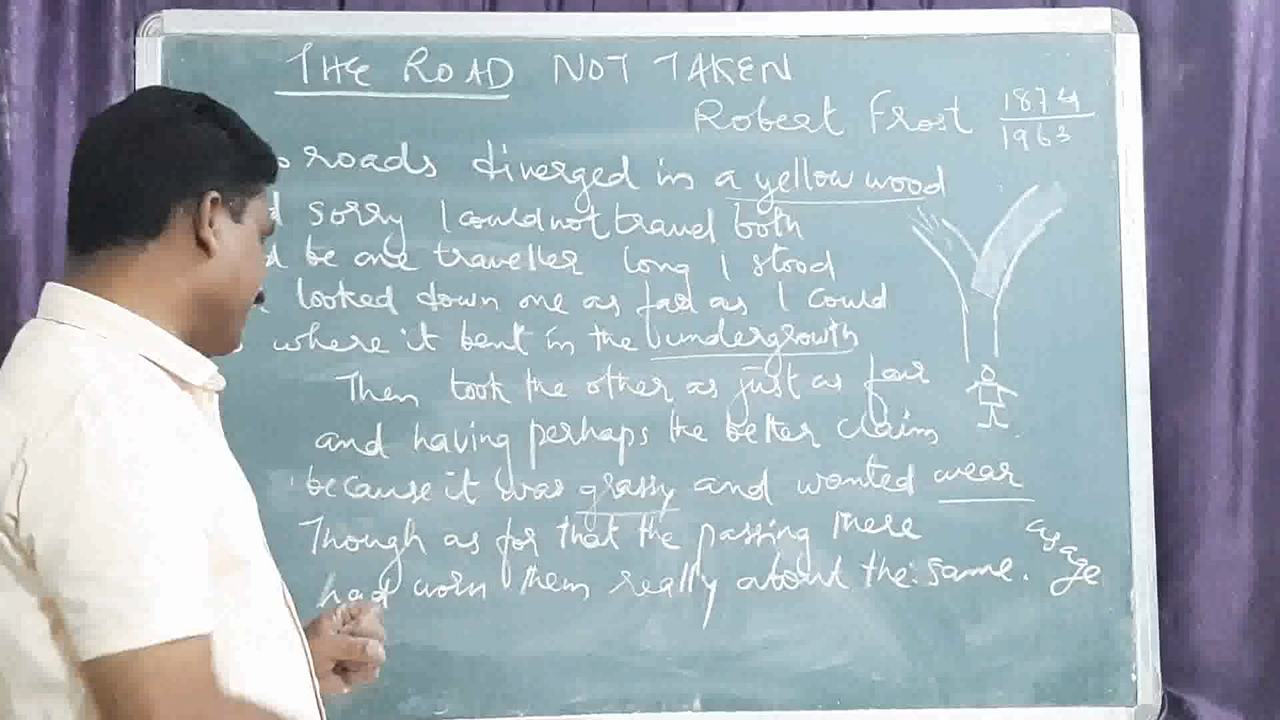 THE ROAD NOT TAKEN
Robert Frost 1874
1963
roads diverged in a yellow wood
sorry I could not travel both
be one traveller long I stood
looked down one as far as I could
where it bent in the undergrowth
Then took the other as just as fair
and having perhaps the better claim
because it was grassy and wanted wear
Though as for that the passing there
had worn them really about the same.
usage